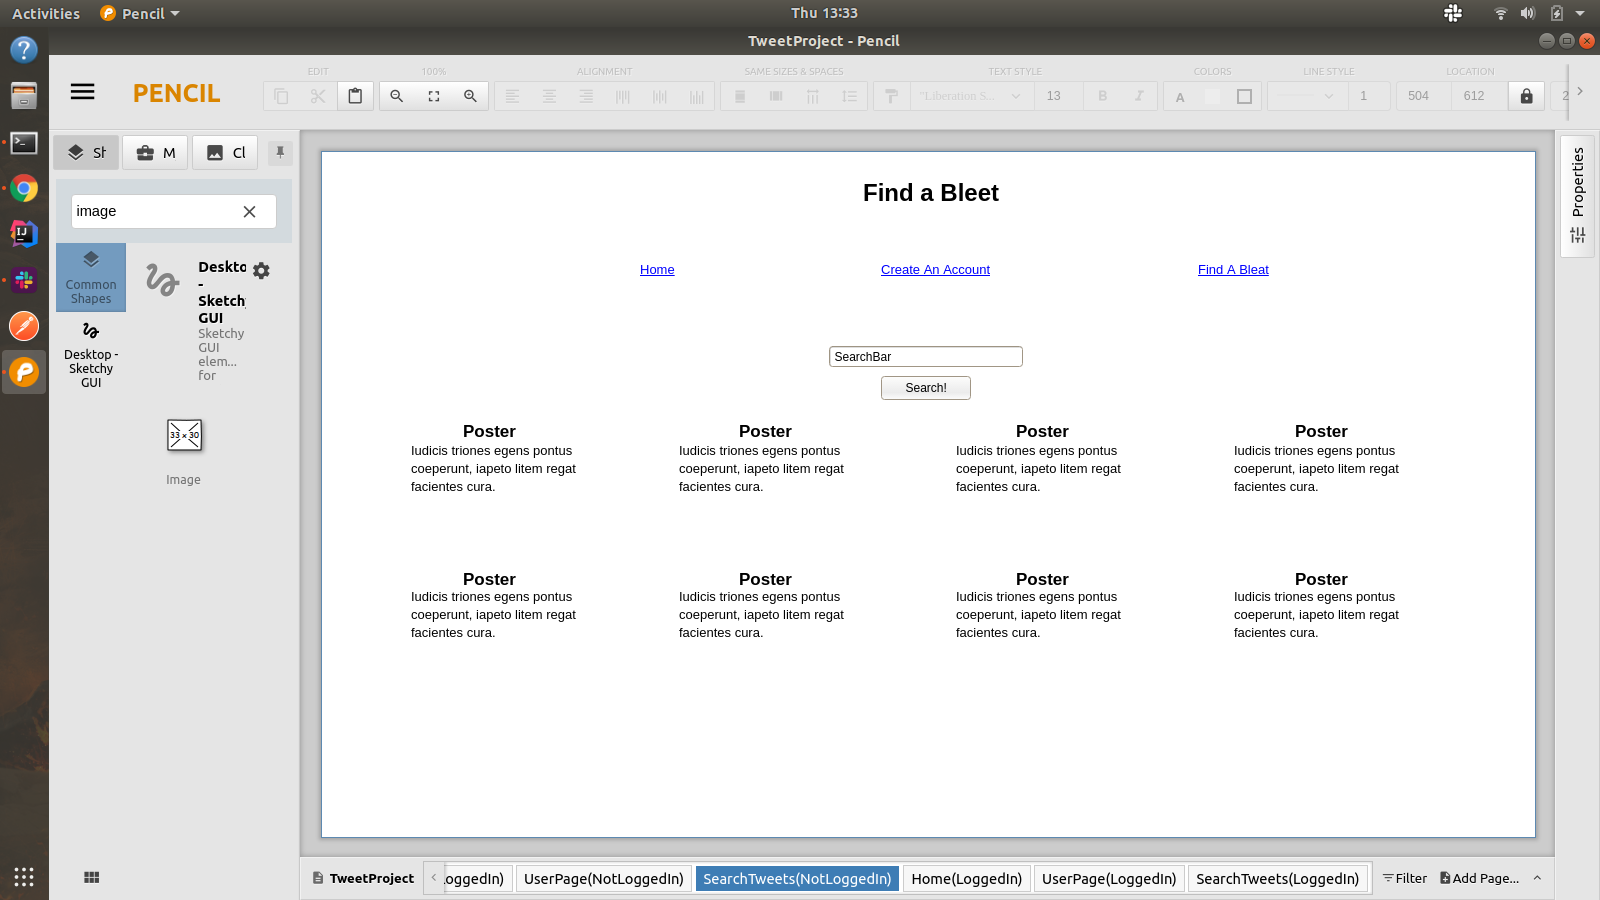 Activities
Pencil
Thu 13:33
TweetProject - Pencil
PENCIL
EDIT
100%
ALIGNMENT
SAME SIZES & SPACES
TEXT STYLE
COLORS
LINE STYLE
LOCATION
"Liberation S...
13
B
I
A
1
504
612
2
M
Cl
image
Common
Shapes
Desktop -
Sketchy
GUI
-
GUI
Sketchy
GUI
elem...
for
33 × 30
Image
Properties
Find a Bleet
Home
Create An Account
Find A Bleat
SearchBar
Search!
Poster
Poster
Poster
Poster
Iudicis triones egens pontus
coeperunt, iapeto litem regat
facientes cura.
Iudicis triones egens pontus
coeperunt, iapeto litem regat
facientes cura.
Iudicis triones egens pontus
coeperunt, iapeto litem regat
facientes cura.
Iudicis triones egens pontus
coeperunt, iapeto litem regat
facientes cura.
Poster
Poster
Poster
Poster
Iudicis triones egens pontus
coeperunt, iapeto litem regat
facientes cura.
Iudicis triones egens pontus
coeperunt, iapeto litem regat
facientes cura.
Iudicis triones egens pontus
coeperunt, iapeto litem regat
facientes cura.
Iudicis triones egens pontus
coeperunt, iapeto litem regat
facientes cura.
TweetProject
oggedIn)
UserPage(NotLoggedIn)
SearchTweets(NotLoggedIn)
Home(LoggedIn)
UserPage(LoggedIn)
SearchTweets(LoggedIn)
Filter
Add Page...